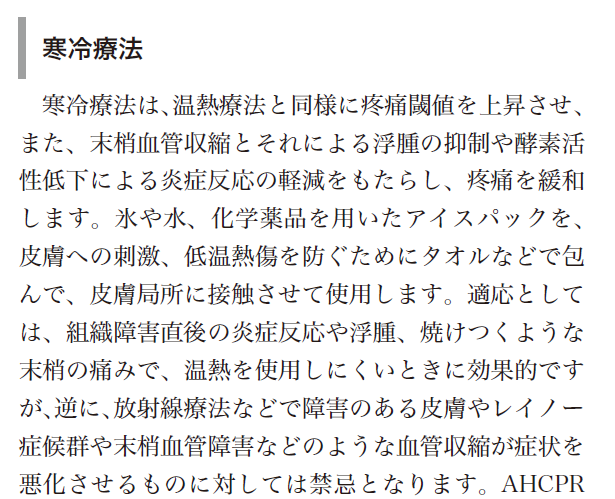 寒冷療法
寒冷療法は、温熱療法と同様に疼痛閾値を上昇させ、
また、末梢血管収縮とそれによる浮腫の抑制や酵素活
性低下による炎症反応の軽減をもたらし、疼痛を緩和
します。氷や水、化学薬品を用いたアイスパックを、
皮膚への刺激、低温熱傷を防ぐためにタオルなどで包
んで、皮膚局所に接触させて使用します。適応として
は、組織障害直後の炎症反応や浮腫、焼けつくような
末梢の痛みで、温熱を使用しにくいときに効果的です
が、逆に、放射線療法などで障害のある皮膚やレイノー
症候群や末梢血管障害などのような血管収縮が症状を
悪化させるものに対しては禁忌となります。AHCPR